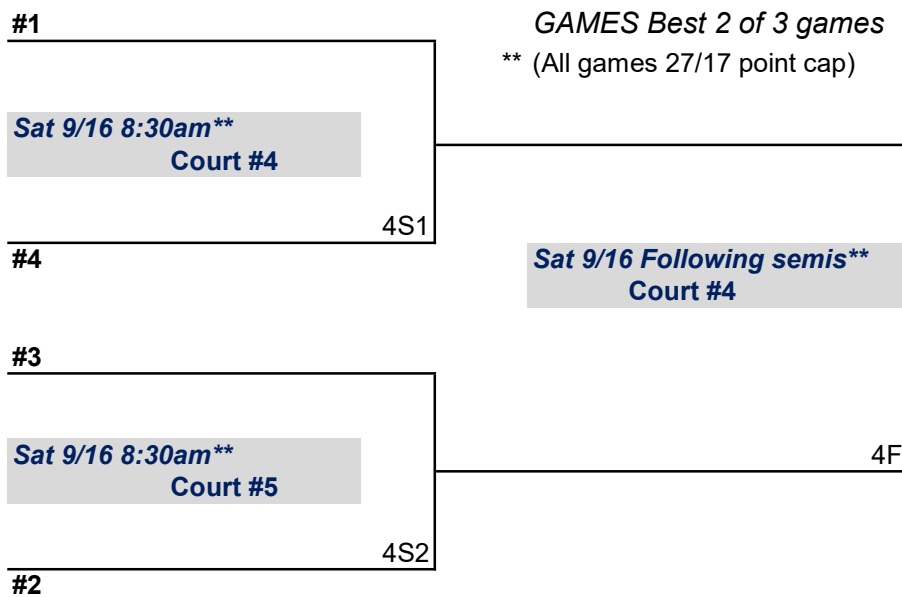 #1
GAMES Best 2 of 3 games
** (All games 27/17 point cap)
Sat 9/16 8:30am**
Court #4
4S1
#4
Sat 9/16 Following semis**
Court #4
#3
Sat 9/16 8:30am**
Court #5
4F
4S2
#2